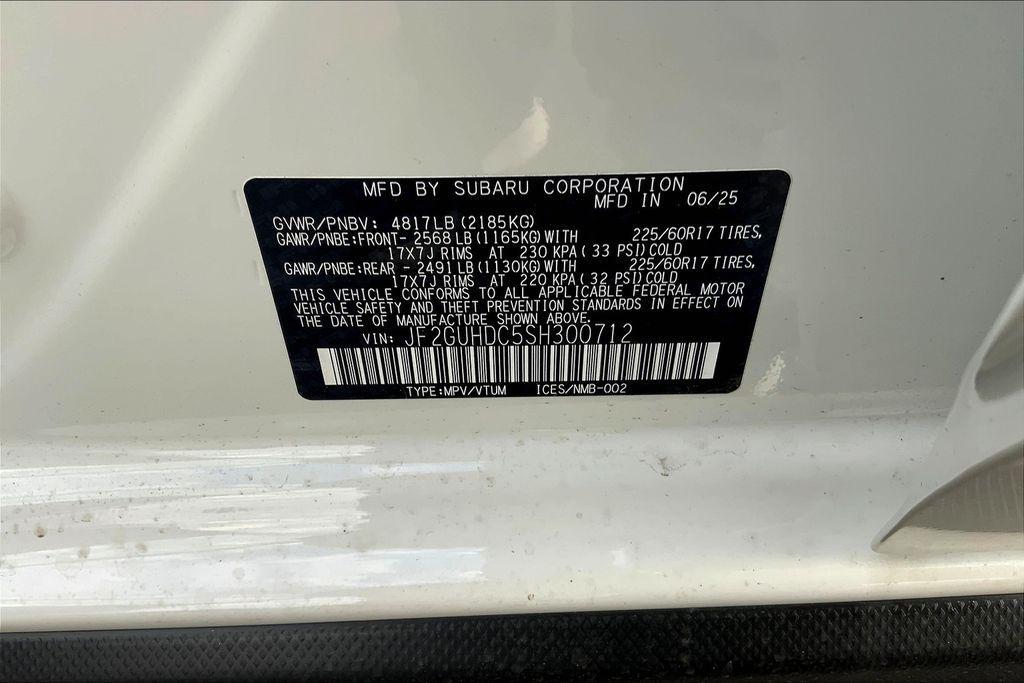 MFD BY SUBARU CORPORATION
MFD IN 06/25
GVWR/PNBV: 4817LB (2185KG)
GAWR/PNBE:FRONT- 2568 LB (1165KG) WITH 225/60R17 TIRES,
17X7J RIMS AT 230 KPA (33 PSI) COLD
GAWR/PNBE:REAR - 2491 LB (1130KG) WITH 225/60R17 TIRES,
17X7J RIMS AT 220 KPA (32 PSI) COLD
THIS VEHICLE CONFORMS TO ALL APPLICABLE FEDERAL MOTOR
VEHICLE SAFETY AND THEFT PREVENTION STANDARDS IN EFFECT ON
THE DATE OF MANUFACTURE SHOWN ABOVE.
VIN: JF2GUHDC5SH300712
TYPE:MPV/VTUM ICES/NMB-002